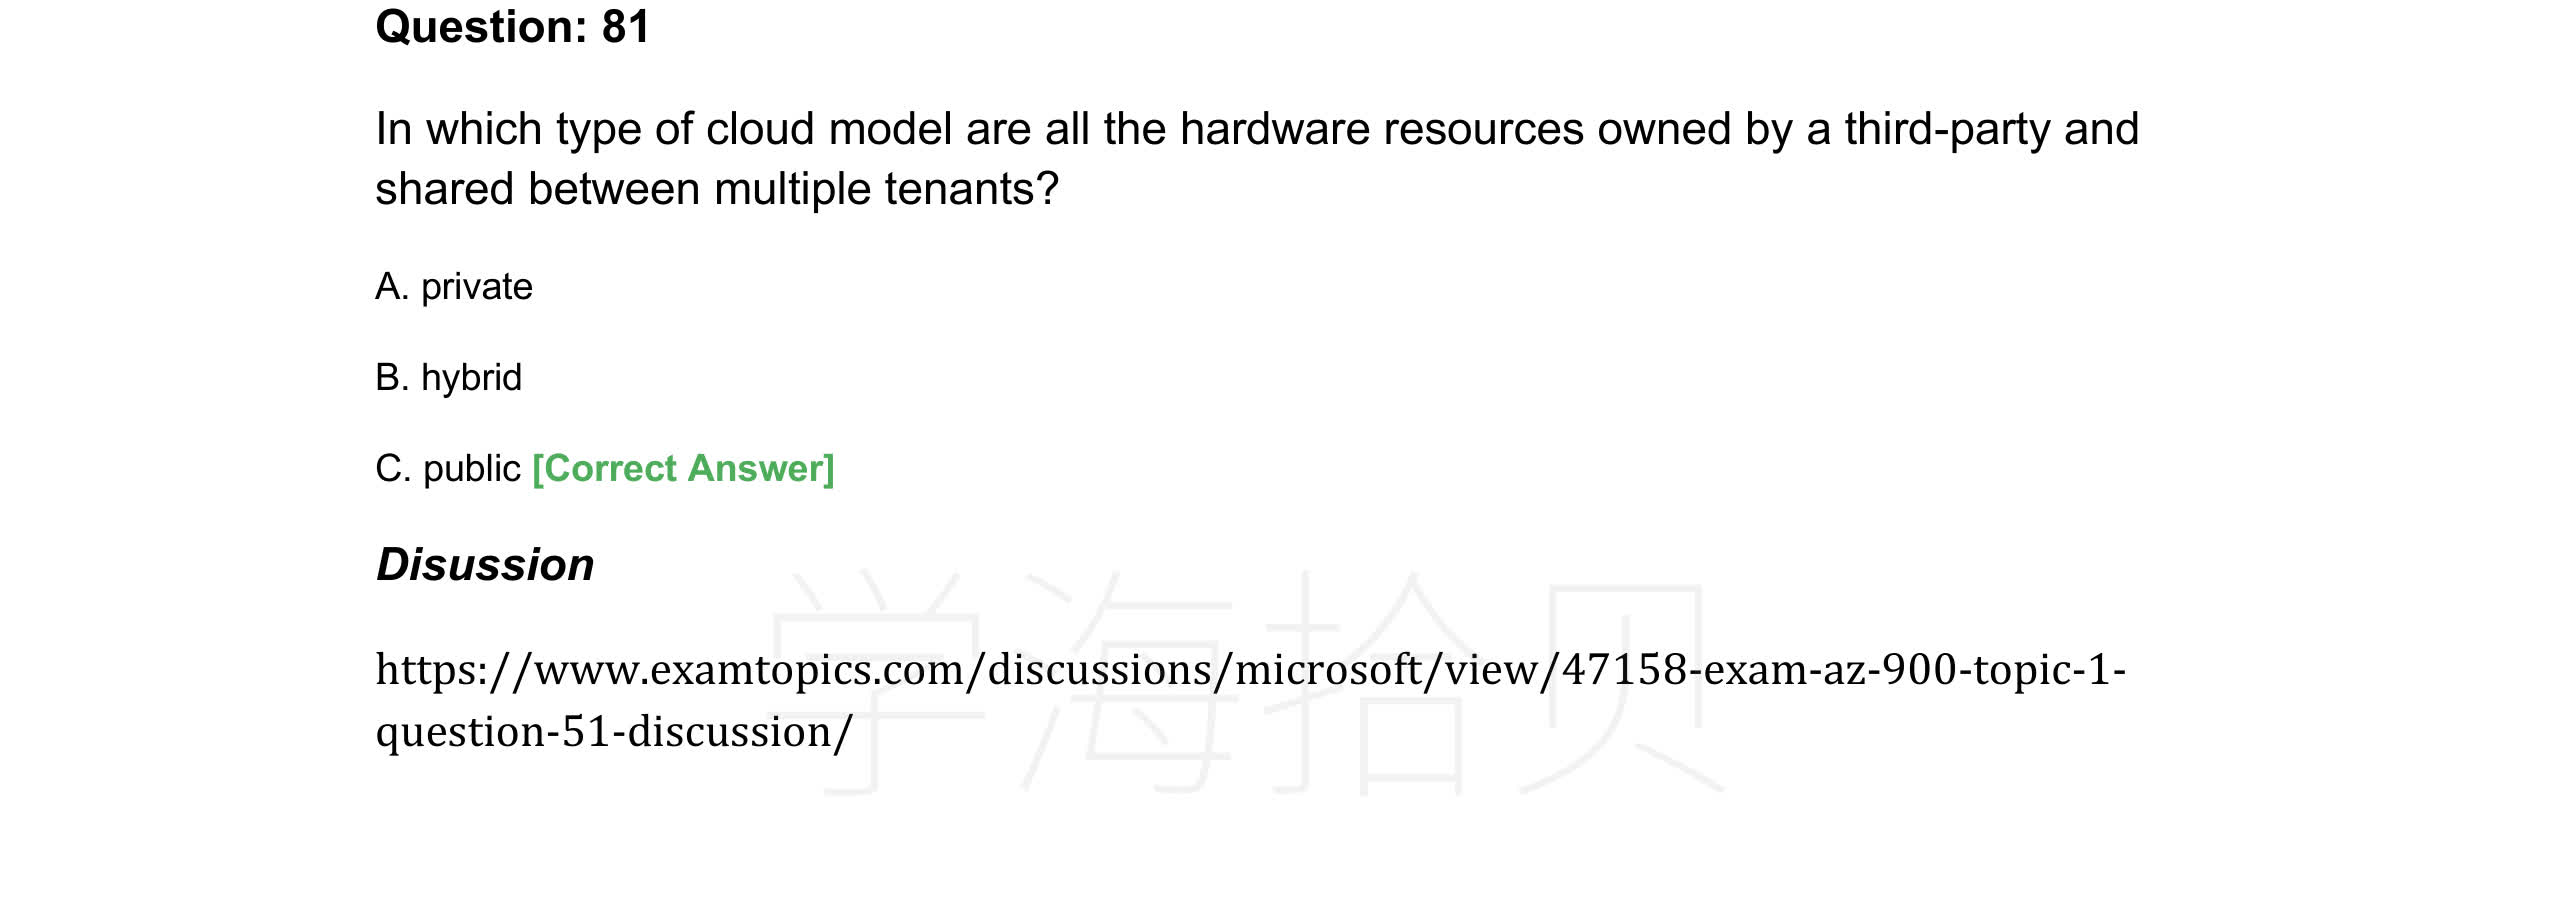 Question: 81
In which type of cloud model are all the hardware resources owned by a third-party and
shared between multiple tenants?
A. private
B. hybrid
C. public [Correct Answer]
Disussion
学海拾贝
https://www.examtopics.com/discussions/microsoft/view/47158-exam-az-900-topic-1-
question-51-discussion/